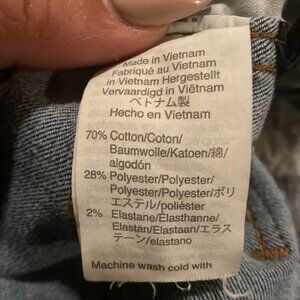 Made in Vietnam
Fabriqué au Vietnam
in Vietnam Hergestellt
Vervaardigd in Viëtnam
ベトナム製
Hecho en Vietnam
70% Cotton/Coton/
Baumwolle/Katoen/綿/
algodón
28% Polyester/Polyester/
Polyester/Polyester/ポリ
エステル/poliéster
2% Elastane/Élasthanne/
Elastan/Elastaan/エラス
テーン/elastano
Machine wash cold with